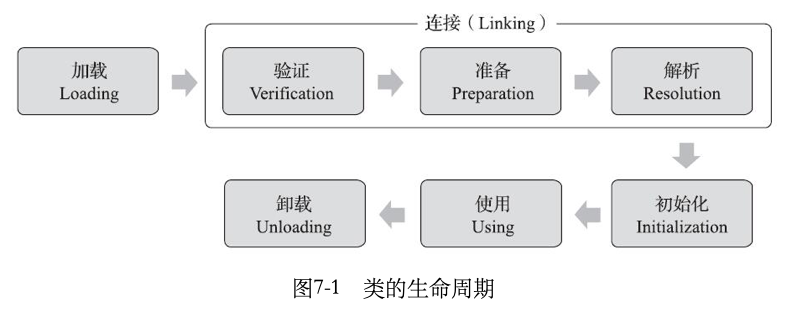 连接（Linking）
加载
Loading
验证
Verification
准备
Preparation
解析
Resolution
初始化
Initialization
使用
Using
卸载
Unloading
图7-1 类的生命周期